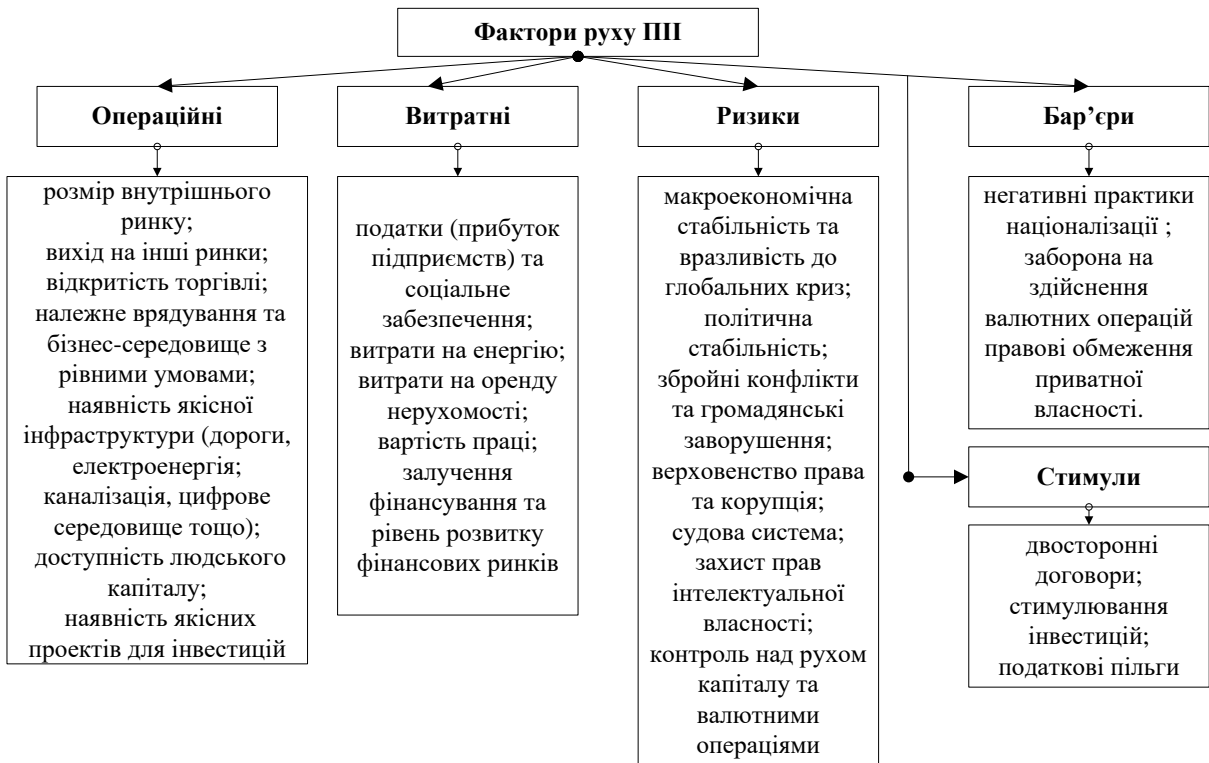 Фактори руху ПІІ
Операційні
розмір внутрішнього
ринку;
вихід на інші ринки;
відкритість торгівлі;
належне врядування та
бізнес-середовище з
рівними умовами;
наявність якісної
інфраструктури (дороги,
електроенергія;
каналізація, цифрове
середовище тощо);
доступність людського
капіталу;
наявність якісних
проектів для інвестицій
Витратні
податки (прибуток
підприємств) та
соціальне
забезпечення;
витрати на енергію;
витрати на оренду
нерухомості;
вартість праці;
залучення
фінансування та
рівень розвитку
фінансових ринків
Ризики
макроекономічна
стабільність та
вразливість до
глобальних криз;
політична
стабільність;
збройні конфлікти
та громадянські
заворушення;
верховенство права
та корупція;
судова система;
захист прав
інтелектуальної
власності;
контроль над рухом
капіталу та
валютними
операціями
Бар’єри
негативні практики
націоналізації ;
заборона на
здійснення
валютних операцій
правові обмеження
приватної
власності.
Стимули
двосторонні
договори;
стимулювання
інвестицій;
податкові пільги